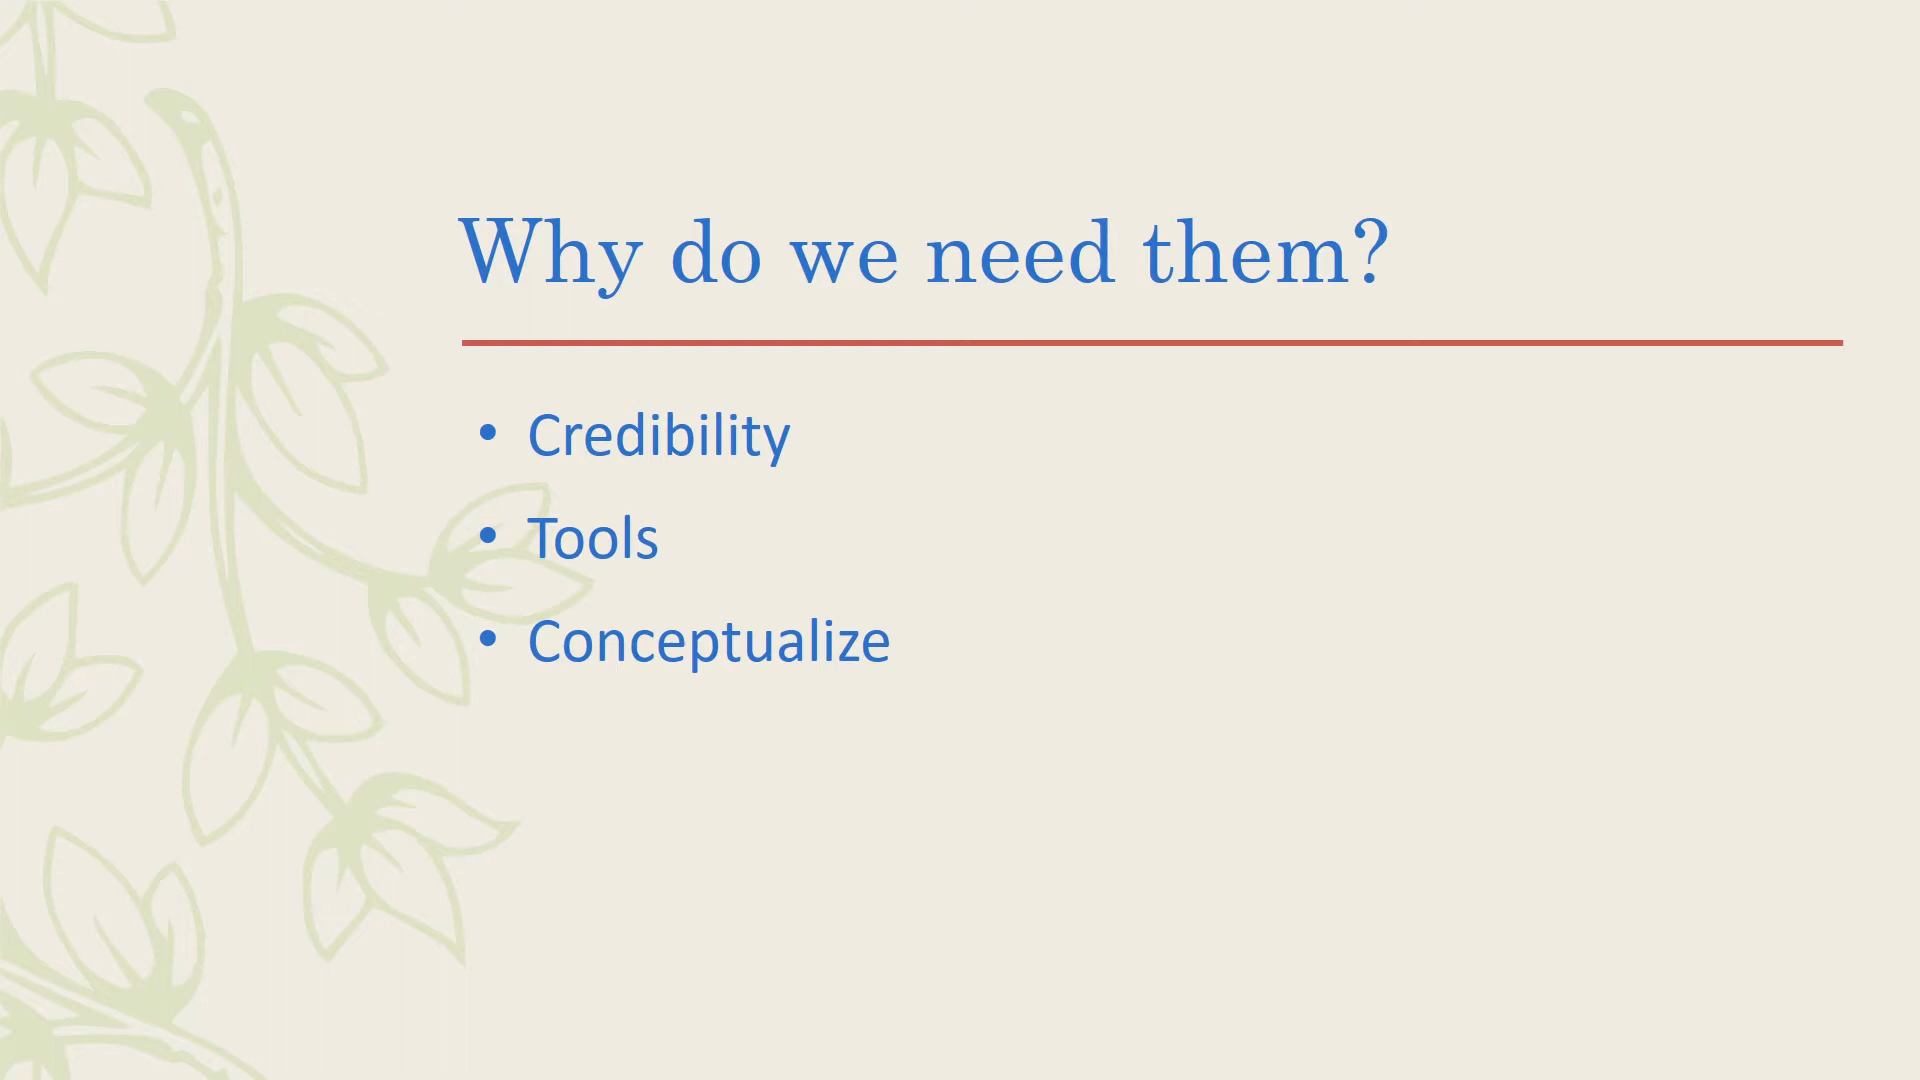 Why do we need them?
• Credibility
• Tools
• Conceptualize